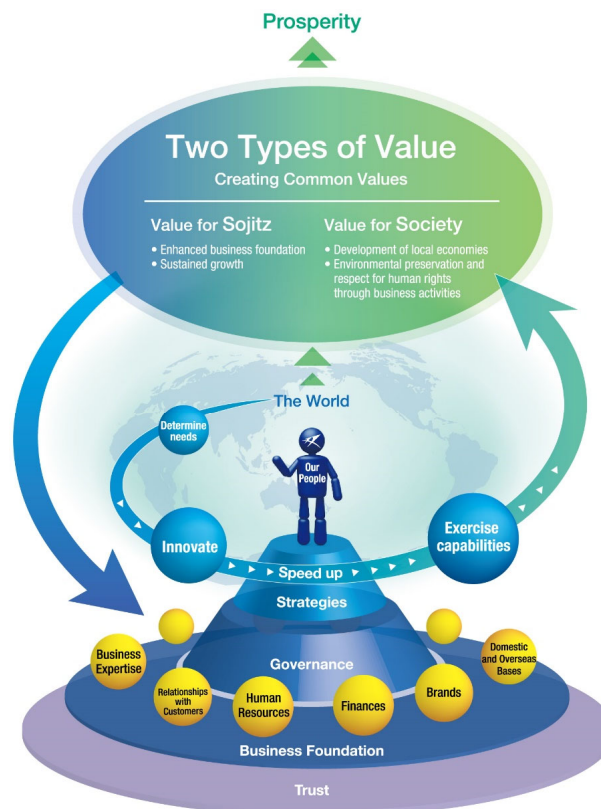 Prosperity
Two Types of Value
Creating Common Values
Value for Sojitz
• Enhanced business foundation
• Sustained growth
Value for Society
• Development of local economies
• Environmental preservation and
respect for human rights
through business activities
The World
Determine
needs
Our
People
Innovate
Exercise
capabilities
Speed up
Strategies
Business
Expertise
Governance
Domestic
and Overseas
Bases
Relationships
with
Customers
Human
Resources
Finances
Brands
Business Foundation
Trust